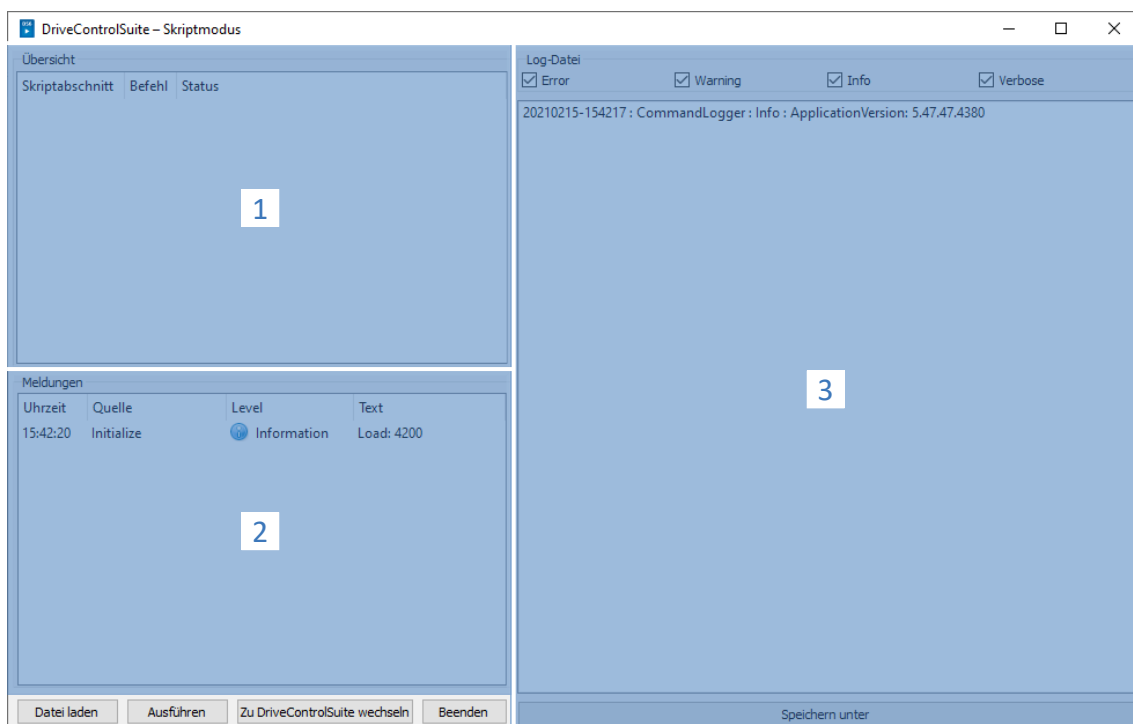 DriveControlSuite – Skriptmodus
Übersicht
Skriptabschnitt Befehl Status
1
Meldungen
Uhrzeit Quelle Level Text
15:42:20 Initialize Information Load: 4200
2
Datei laden Ausführen Zu DriveControlSuite wechseln Beenden
Log-Datei
Error Warning Info Verbose
20210215-154217 : CommandLogger : Info : ApplicationVersion: 5.47.47.4380
3
Speichern unter